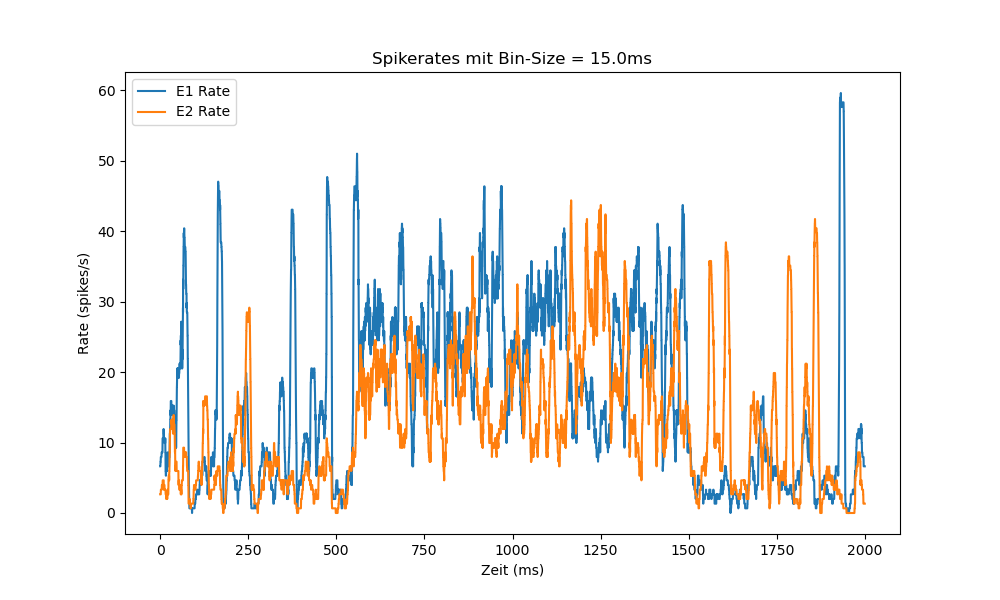 Spikerates mit Bin-Size = 15.0ms
E1 Rate
E2 Rate
60
50
40
30
20
10
0
Rate (spikes/s)
0 250 500 750 1000 1250 1500 1750 2000
Zeit (ms)